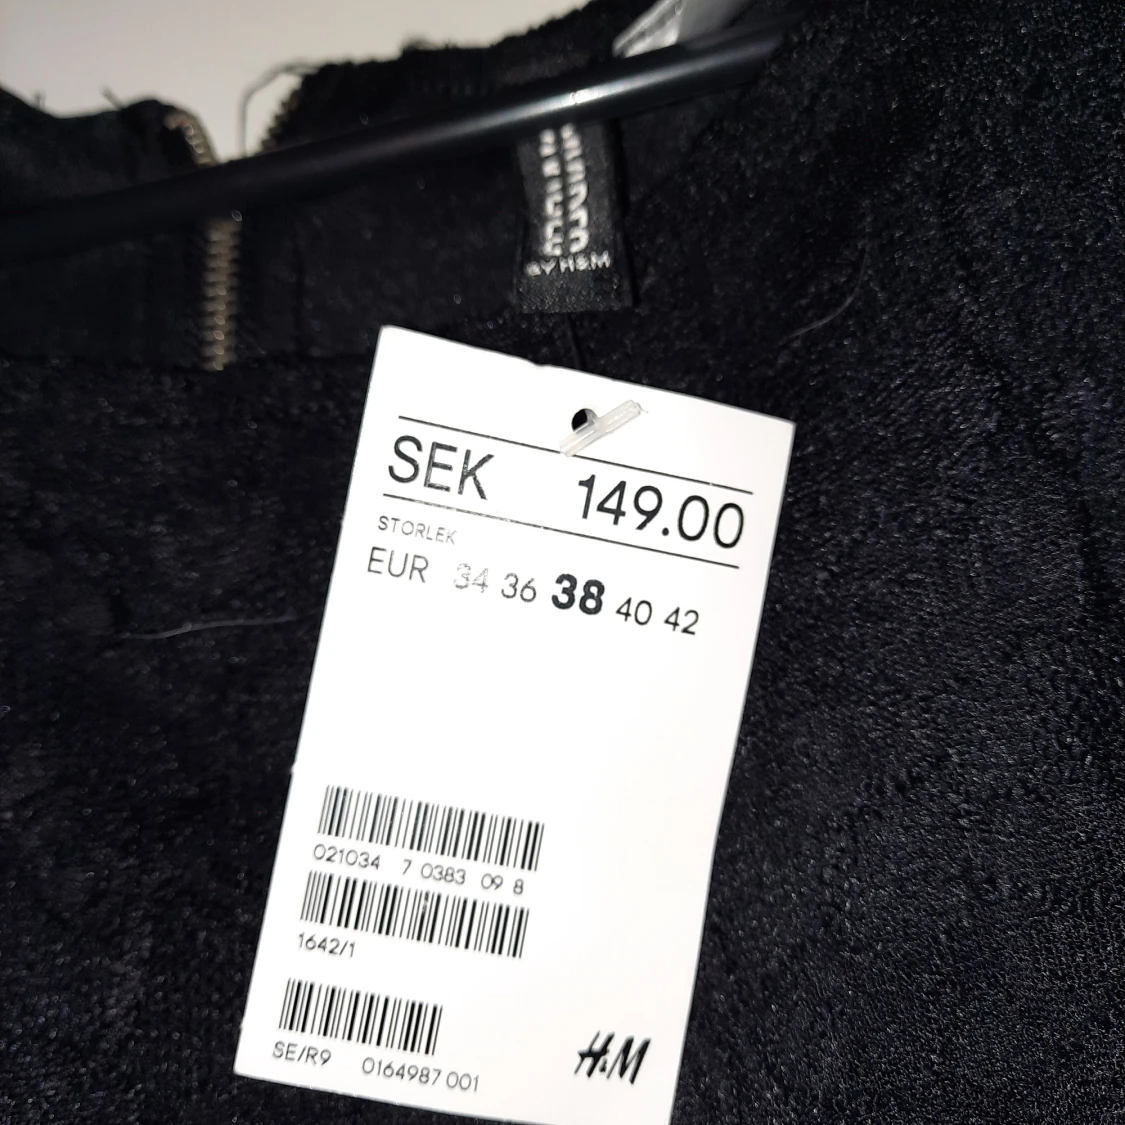 BY H&M
SEK 149.00
STORLEK
EUR 34 36 38 40 42
021034 7 0383 09 8
1642/1
SE/R9 0164987 001
H&M